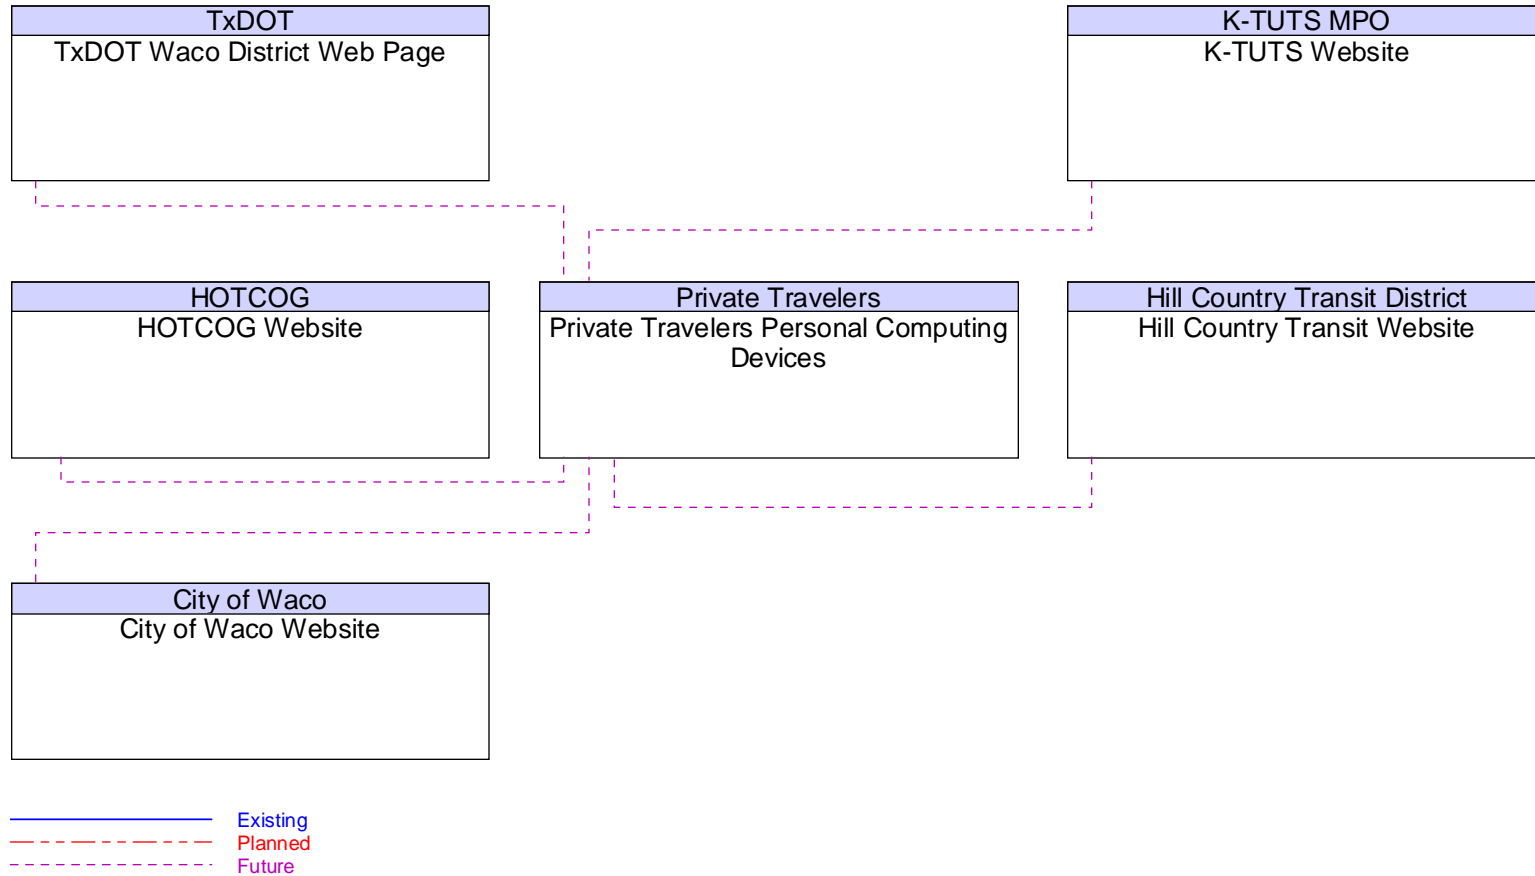 TxDOT
TxDOT Waco District Web Page
K-TUTS MPO
K-TUTS Website
HOTCOG
HOTCOG Website
Private Travelers
Private Travelers Personal Computing
Devices
Hill Country Transit District
Hill Country Transit Website
City of Waco
City of Waco Website
Existing
Planned
Future